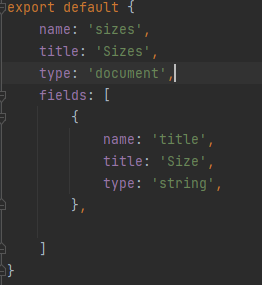 export default {
name: 'sizes',
title: 'Sizes',
type: 'document',
fields: [
{
name: 'title',
title: 'Size',
type: 'string',
},
]
}